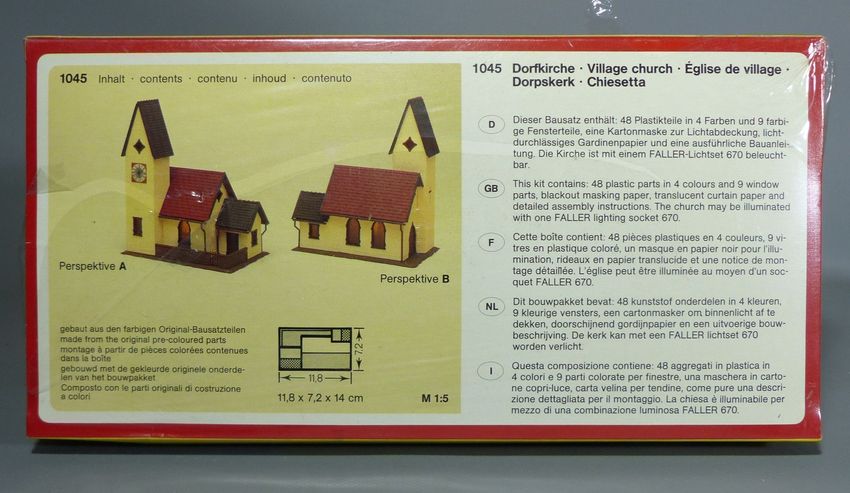 1045 Inhalt · contents · contenu · inhoud · contenuto
Perspektive A
Perspektive B
gebaut aus den farbigen Original-Bausatzteilen
made from the original pre-coloured parts
montage à partir de pièces colorées contenues
dans la boîte
gebouwd met de gekleurde originele onderde-
len van het bouwpakket
Composto con le parti originali di costruzione
a colori
7,2
11,8
11,8 x 7,2 x 14 cm
M 1:5
1045 Dorfkirche · Village church · Église de village ·
Dorpskerk · Chiesetta
D
Dieser Bausatz enthält: 48 Plastikteile in 4 Farben und 9 farbi-
ge Fensterteile, eine Kartonmaske zur Lichtabdeckung, licht-
durchlässiges Gardinenpapier und eine ausführliche Bauanlei-
tung. Die Kirche ist mit einem FALLER-Lichtset 670 beleucht-
bar.
GB
This kit contains: 48 plastic parts in 4 colours and 9 window
parts, blackout masking paper, translucent curtain paper and
detailed assembly instructions. The church may be illuminated
with one FALLER lighting socket 670.
F
Cette boîte contient: 48 pièces plastiques en 4 couleurs, 9 vi-
tres en plastique coloré, un masque en papier noir pour l'illu-
mination, rideaux en papier translucide et une notice de mon-
tage détaillée. L'église peut être illuminée au moyen d'un soc-
quet FALLER 670.
NL
Dit bouwpakket bevat: 48 kunststof onderdelen in 4 kleuren,
9 kleurige vensters, een cartonmasker om binnenlicht af te
dekken, doorschijnend gordijnpapier en een uitvoerige bouw-
beschrijving. De kerk kan met een FALLER lichtset 670
worden verlicht.
I
Questa composizione contiene: 48 aggregati in plastica in
4 colori e 9 parti colorate per finestre, una maschera in carto-
ne copri-luce, carta velina per tendine, come pure una descri-
zione dettagliata per il montaggio. La chiesa è illuminabile per
mezzo di una combinazione luminosa FALLER 670.